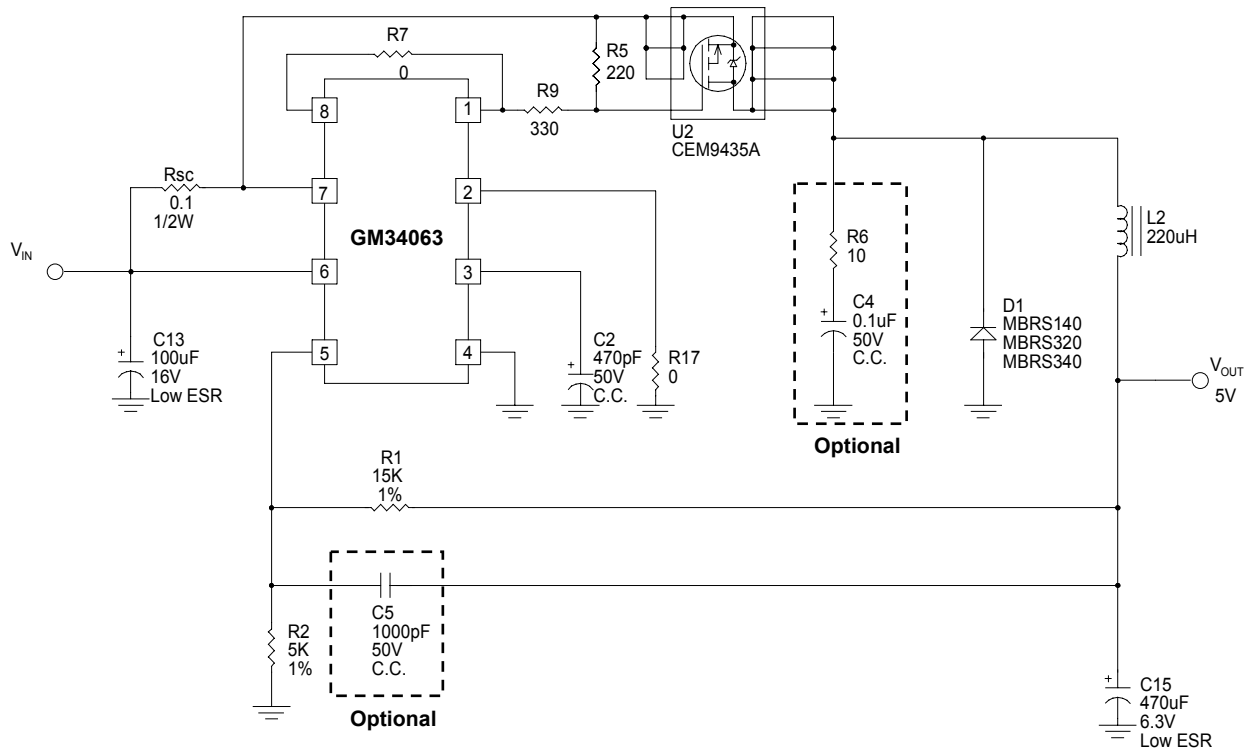 R7
0
R5
220
8
1
R9
330
U2
CEM9435A
Rsc
0.1
1/2W
7
2
GM34063
V_IN
6
3
L2
220uH
R6
10
C4
0.1uF
50V
C.C.
D1
MBRS140
MBRS320
MBRS340
C13
100uF
16V
Low ESR
5
4
C2
470pF
50V
C.C.
R17
0
V_OUT
5V
Optional
R1
15K
1%
C5
1000pF
50V
C.C.
R2
5K
1%
Optional
C15
470uF
6.3V
Low ESR